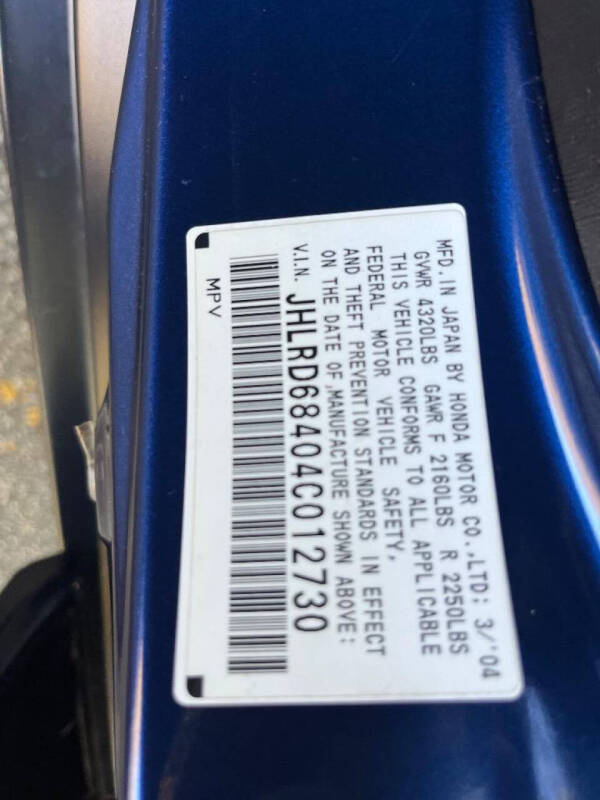 MFD. IN JAPAN BY HONDA MOTOR CO.,LTD; 3/'04
GVWR 4320LBS GAWR F 2160LBS R 2250LBS
THIS VEHICLE CONFORMS TO ALL APPLICABLE
FEDERAL MOTOR VEHICLE SAFETY,
AND THEFT PREVENTION STANDARDS IN EFFECT
ON THE DATE OF MANUFACTURE SHOWN ABOVE:
V.I.N. JHLRD68404C012730
MPV